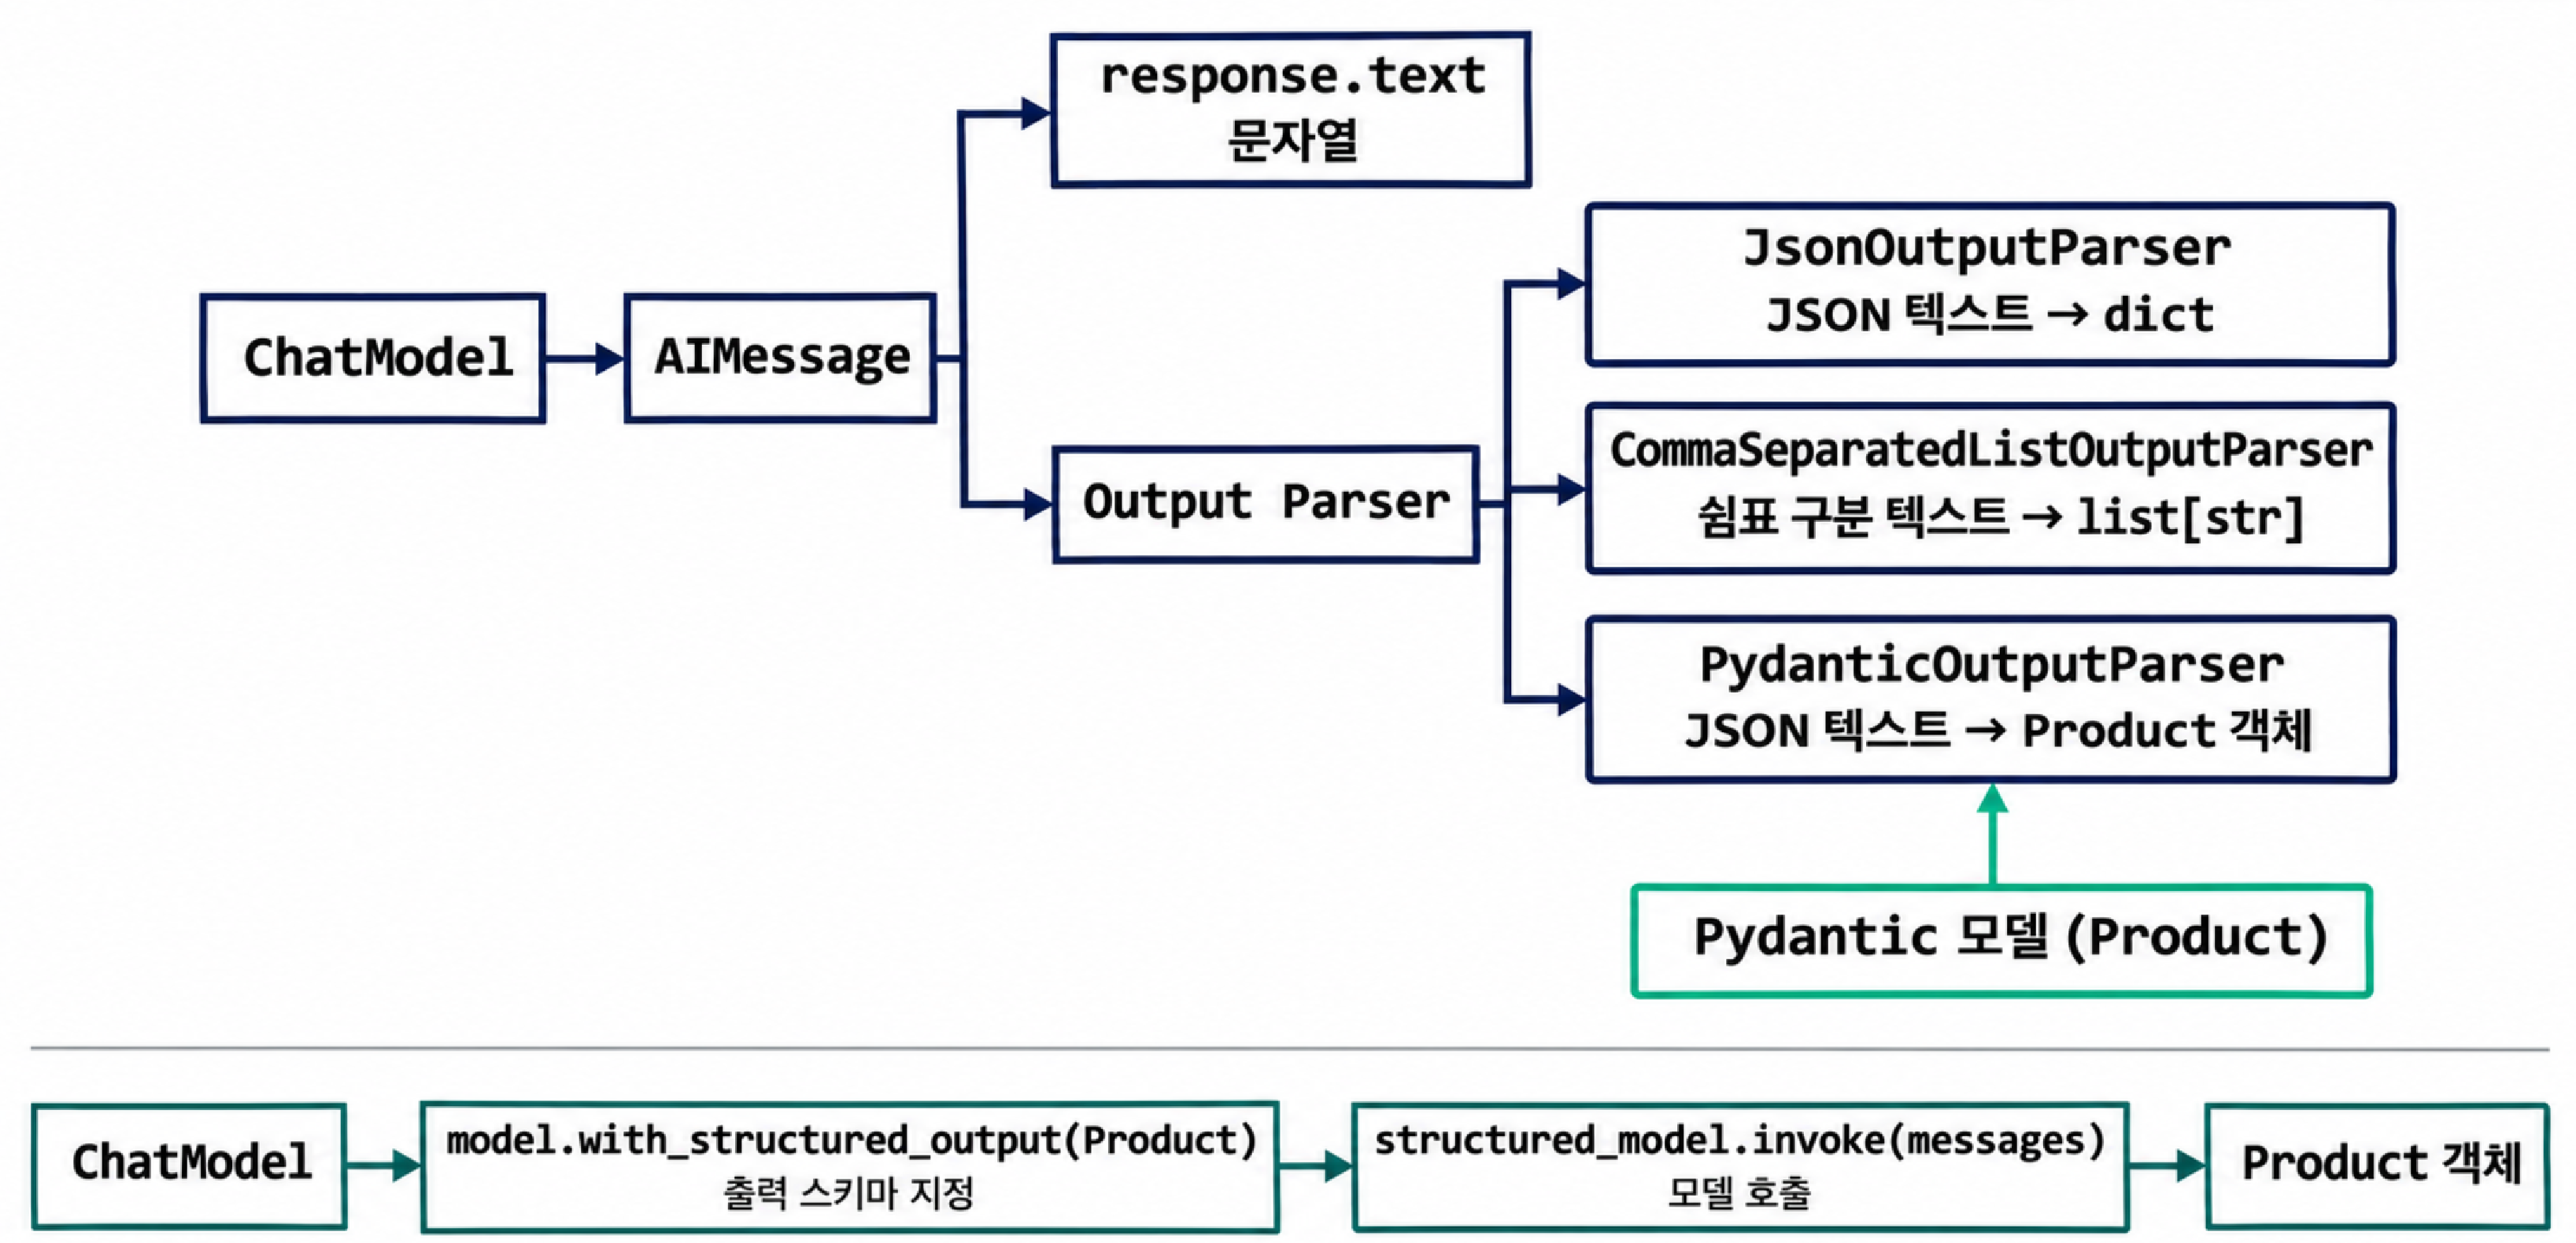 response.text
문자열
ChatModel
AIMessage
Output Parser
JsonOutputParser
JSON 텍스트 → dict
CommaSeparatedListOutputParser
쉼표 구분 텍스트 → list[str]
PydanticOutputParser
JSON 텍스트 → Product 객체
Pydantic 모델 (Product)
ChatModel
model.with_structured_output(Product)
출력 스키마 지정
structured_model.invoke(messages)
모델 호출
Product 객체